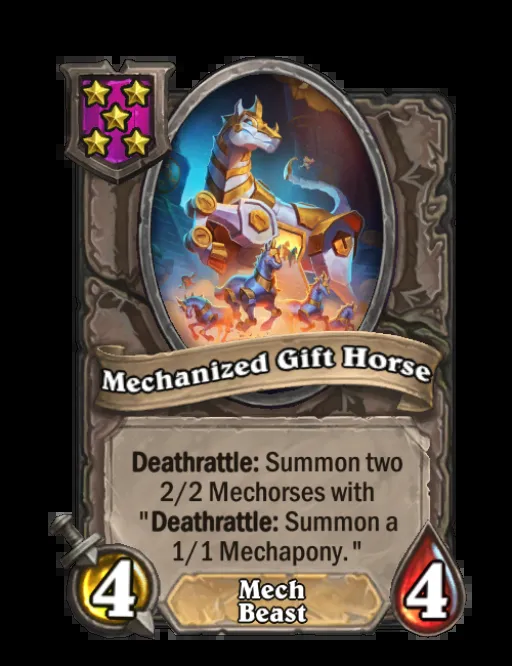 Mechanized Gift Horse
Deathrattle: Summon two
2/2 Mechorses with
"Deathrattle: Summon a
1/1 Mechapony."
4
Mech
Beast
4